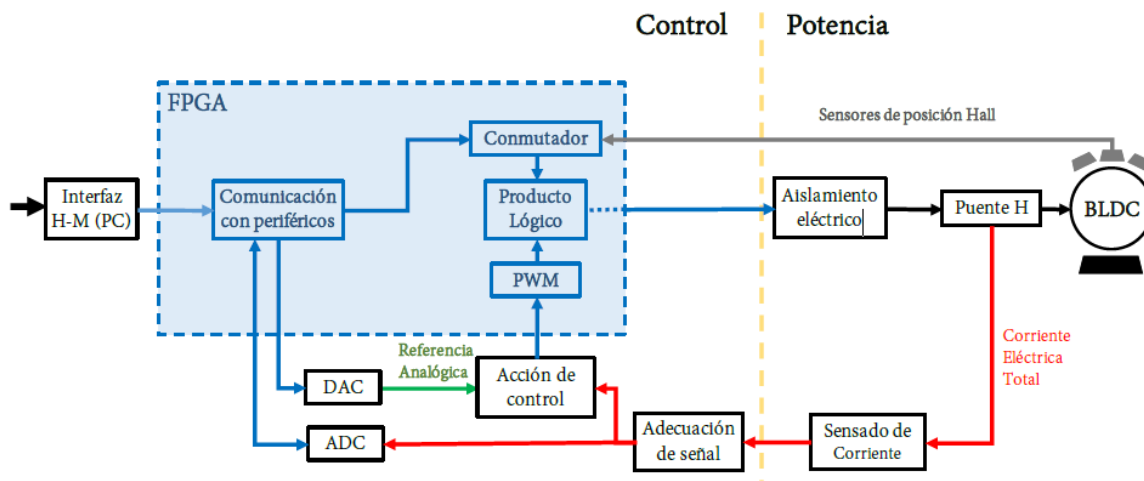 Control
Potencia
FPGA
Sensores de posición Hall
Conmutador
Interfaz
H-M (PC)
Comunicación
con periféricos
Producto
Lógico
Aislamiento
eléctrico
Puente H
BLDC
PWM
Referencia
Analógica
Corriente
Eléctrica
Total
DAC
Acción de
control
ADC
Adecuación
de señal
Sensado de
Corriente